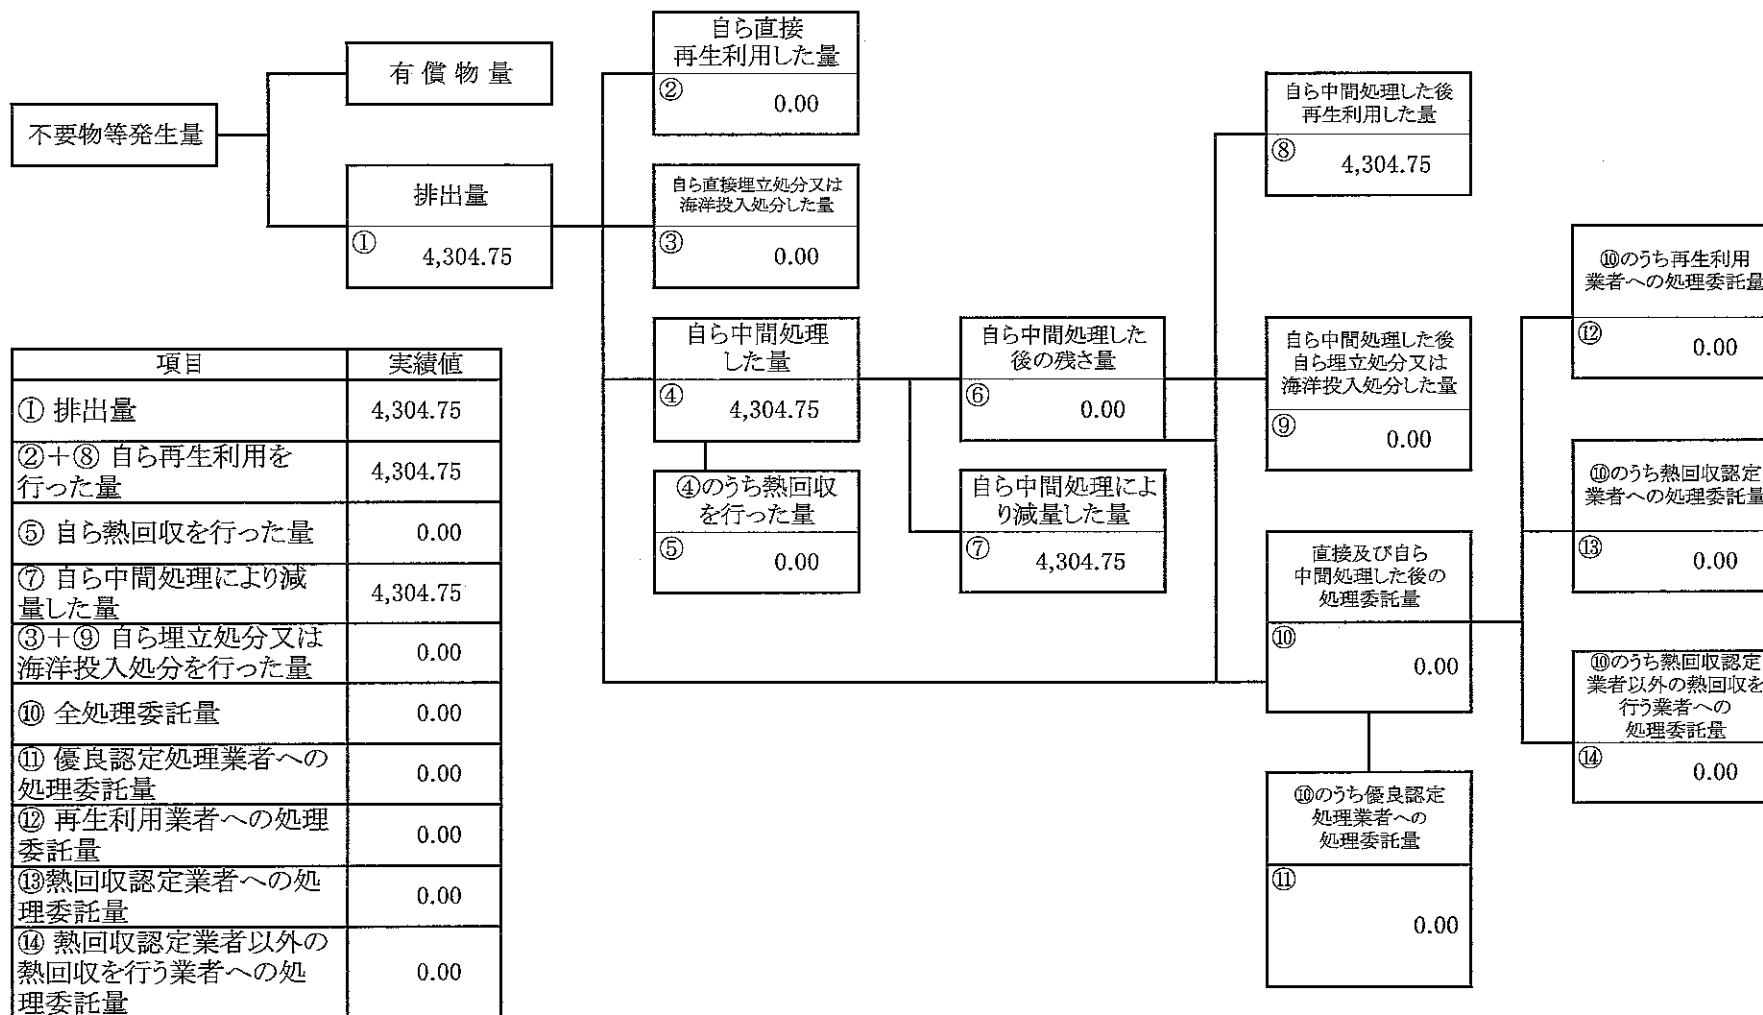 不要物等発生量
有償物量
排出量
①
4,304.75
自ら直接
再生利用した量
②
0.00
自ら直接埋立処分又は
海洋投入処分した量
③
0.00
自ら中間処理
した量
④
4,304.75
④のうち熱回収
を行った量
⑤
0.00
自ら中間処理した
後の残さ量
⑥
0.00
自ら中間処理によ
り減量した量
⑦
4,304.75
自ら中間処理した後
再生利用した量
⑧
4,304.75
自ら中間処理した後
自ら埋立処分又は
海洋投入処分した量
⑨
0.00
直接及び自ら
中間処理した後の
処理委託量
⑩
0.00
⑩のうち優良認定
処理業者への
処理委託量
⑪
0.00
⑩のうち再生利用
業者への処理委託量
⑫
0.00
⑩のうち熱回収認定
業者への処理委託量
⑬
0.00
⑩のうち熱回収認定
業者以外の熱回収を
行う業者への
処理委託量
⑭
0.00
項目 実績値
① 排出量 4,304.75
②+⑧ 自ら再生利用を
行った量 4,304.75
⑤ 自ら熱回収を行った量 0.00
⑦ 自ら中間処理により減
量した量 4,304.75
③+⑨ 自ら埋立処分又は
海洋投入処分を行った量 0.00
⑩ 全処理委託量 0.00
⑪ 優良認定処理業者への
処理委託量 0.00
⑫ 再生利用業者への処理
委託量 0.00
⑬熱回収認定業者への処
理委託量 0.00
⑭ 熱回収認定業者以外の
熱回収を行う業者への処
理委託量 0.00